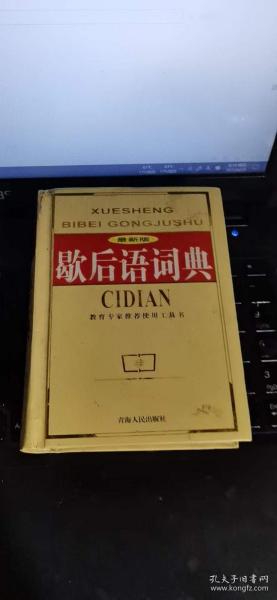 XUESHENG
BIBEI GONGJUSHU
最新版
歇后语词典
CIDIAN
教育专家推荐使用工具书
青海人民出版社
孔夫子旧书网
www.kongfz.com